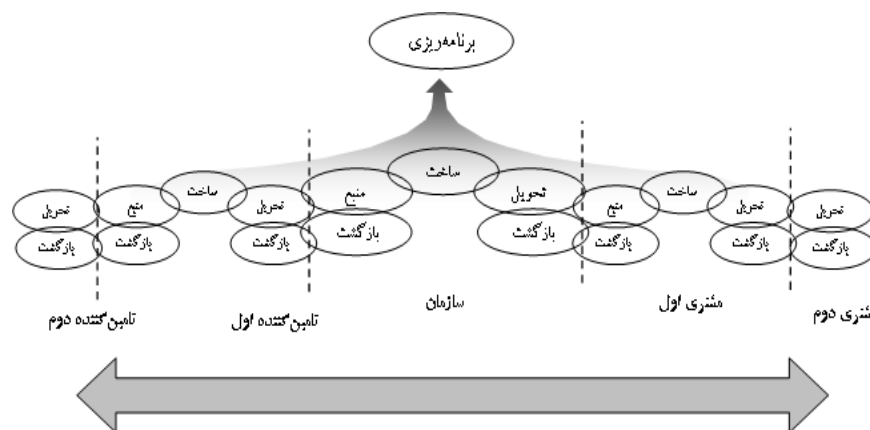 برنامه‌ریزی
ساخت
ساخت
تحویل
منبع
ساخت
تحویل
تحویل
منبع
تحویل
منبع
تحویل
بازگشت
بازگشت
بازگشت
بازگشت
بازگشت
بازگشت
بازگشت
بازگشت
شتری دوم
مشتری اول
سازمان
تامین‌کننده اول
تامین‌کننده دوم